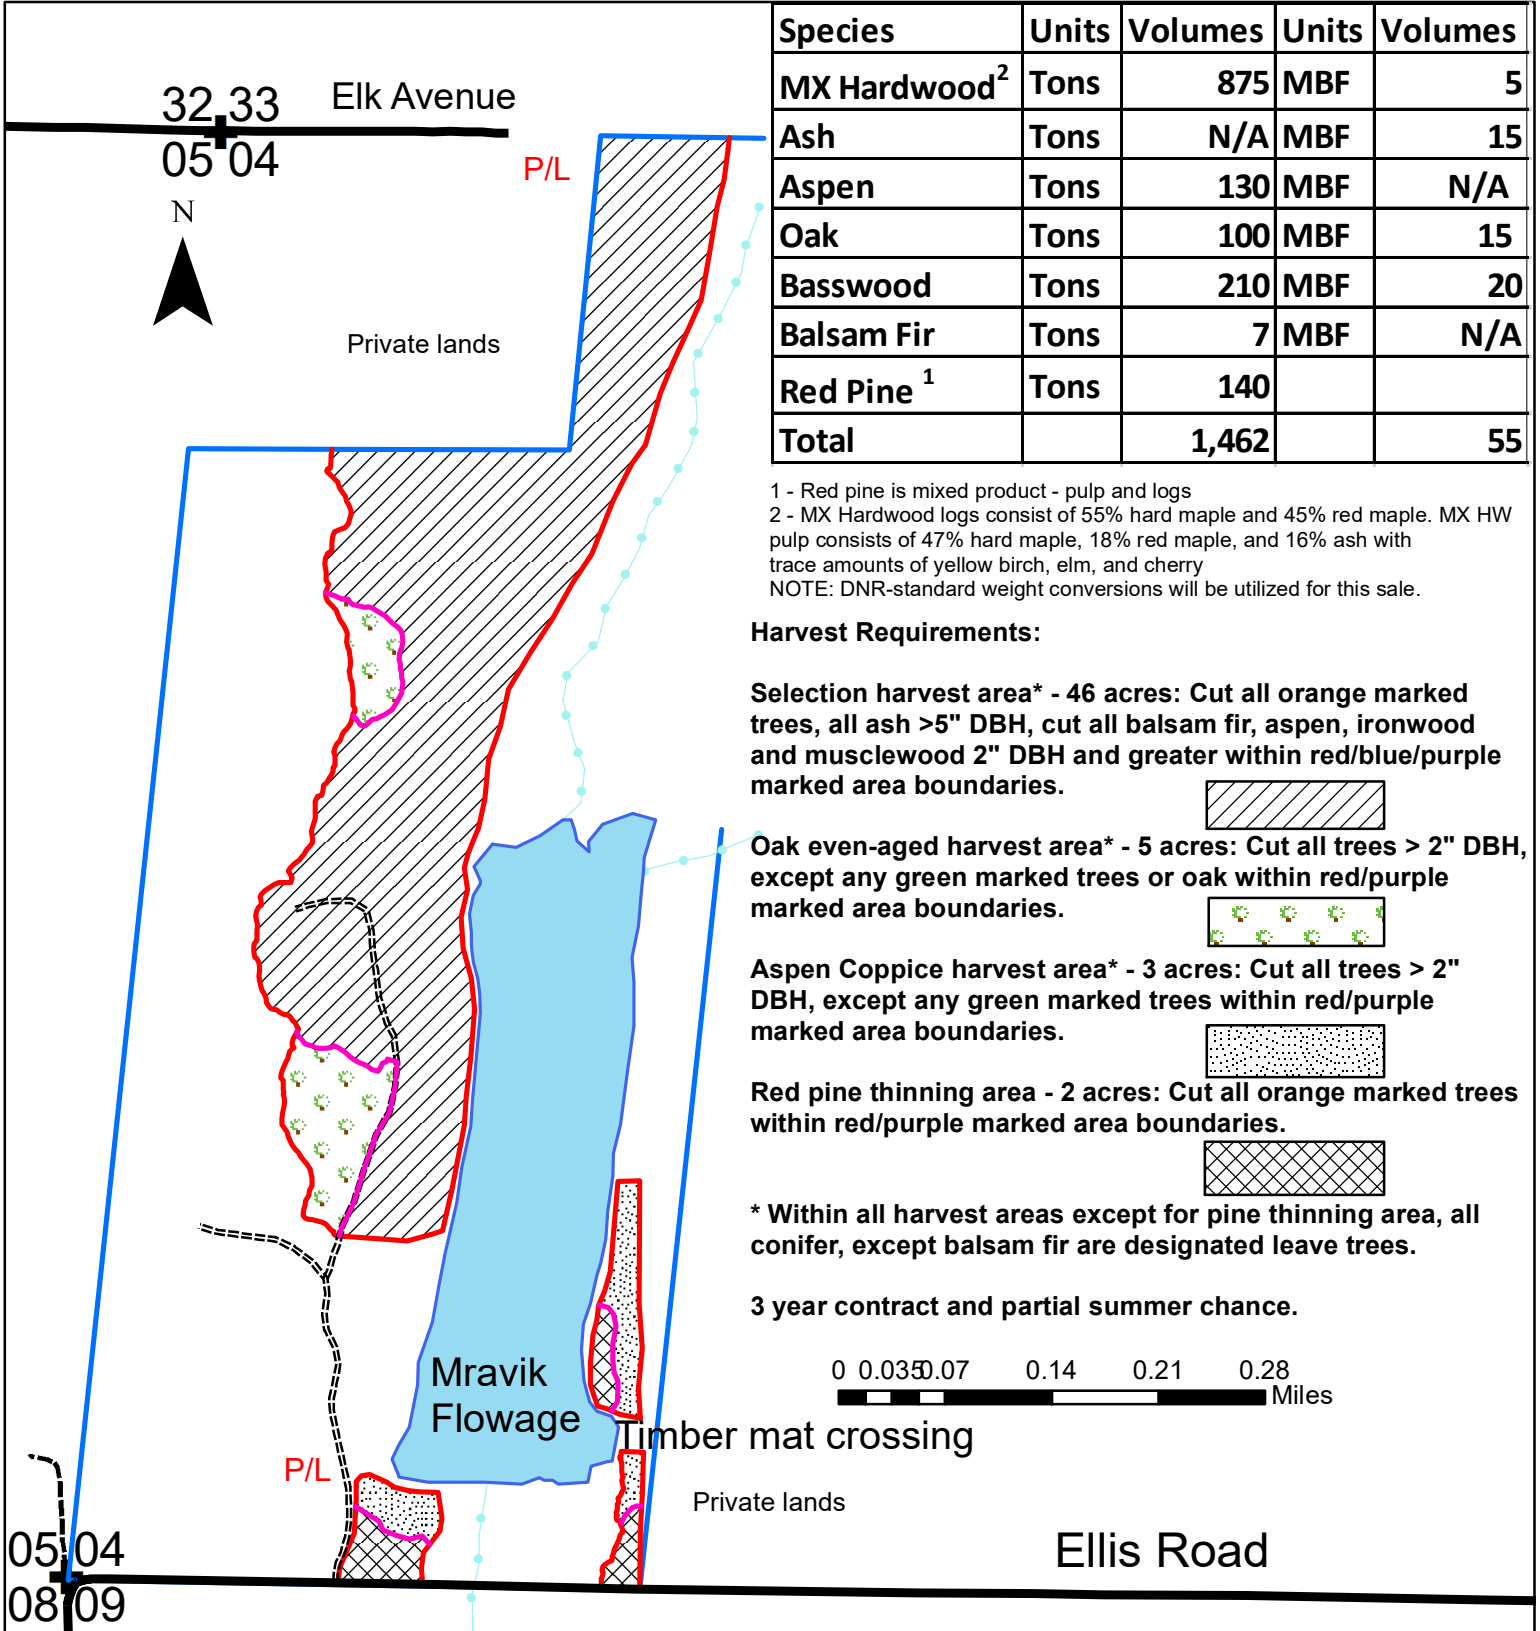 Species Units Volumes Units Volumes
MX Hardwood2 Tons 875 MBF 5
Ash Tons N/A MBF 15
Aspen Tons 130 MBF N/A
Oak Tons 100 MBF 15
Basswood Tons 210 MBF 20
Balsam Fir Tons 7 MBF N/A
Red Pine 1 Tons 140
Total 1,462 55
1 - Red pine is mixed product - pulp and logs
2 - MX Hardwood logs consist of 55% hard maple and 45% red maple. MX HW
pulp consists of 47% hard maple, 18% red maple, and 16% ash with
trace amounts of yellow birch, elm, and cherry
NOTE: DNR-standard weight conversions will be utilized for this sale.
Harvest Requirements:
Selection harvest area* - 46 acres: Cut all orange marked
trees, all ash >5" DBH, cut all balsam fir, aspen, ironwood
and musclewood 2" DBH and greater within red/blue/purple
marked area boundaries.
Oak even-aged harvest area* - 5 acres: Cut all trees > 2" DBH,
except any green marked trees or oak within red/purple
marked area boundaries.
Aspen Coppice harvest area* - 3 acres: Cut all trees > 2"
DBH, except any green marked trees within red/purple
marked area boundaries.
Red pine thinning area - 2 acres: Cut all orange marked trees
within red/purple marked area boundaries.
* Within all harvest areas except for pine thinning area, all
conifer, except balsam fir are designated leave trees.
3 year contract and partial summer chance.
0 0.035 0.07 0.14 0.21 0.28
Miles
32 33
05 04
Elk Avenue
P/L
N
Private lands
Mravik
Flowage
Timber mat crossing
P/L
Private lands
Ellis Road
05 04
08 09